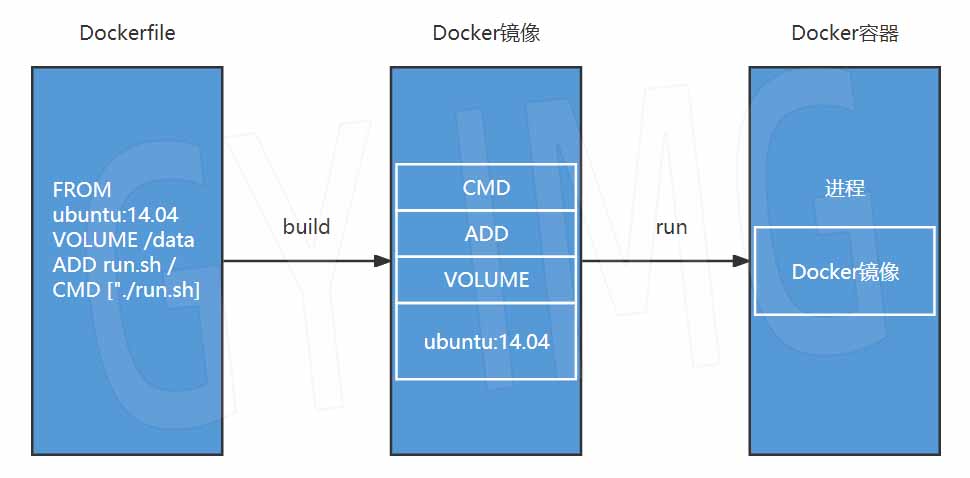 Dockerfile
Docker镜像
Docker容器
FROM
ubuntu:14.04
VOLUME /data
ADD run.sh /
CMD ["./run.sh]
build
CMD
ADD
VOLUME
ubuntu:14.04
run
进程
Docker镜像
GY IMG